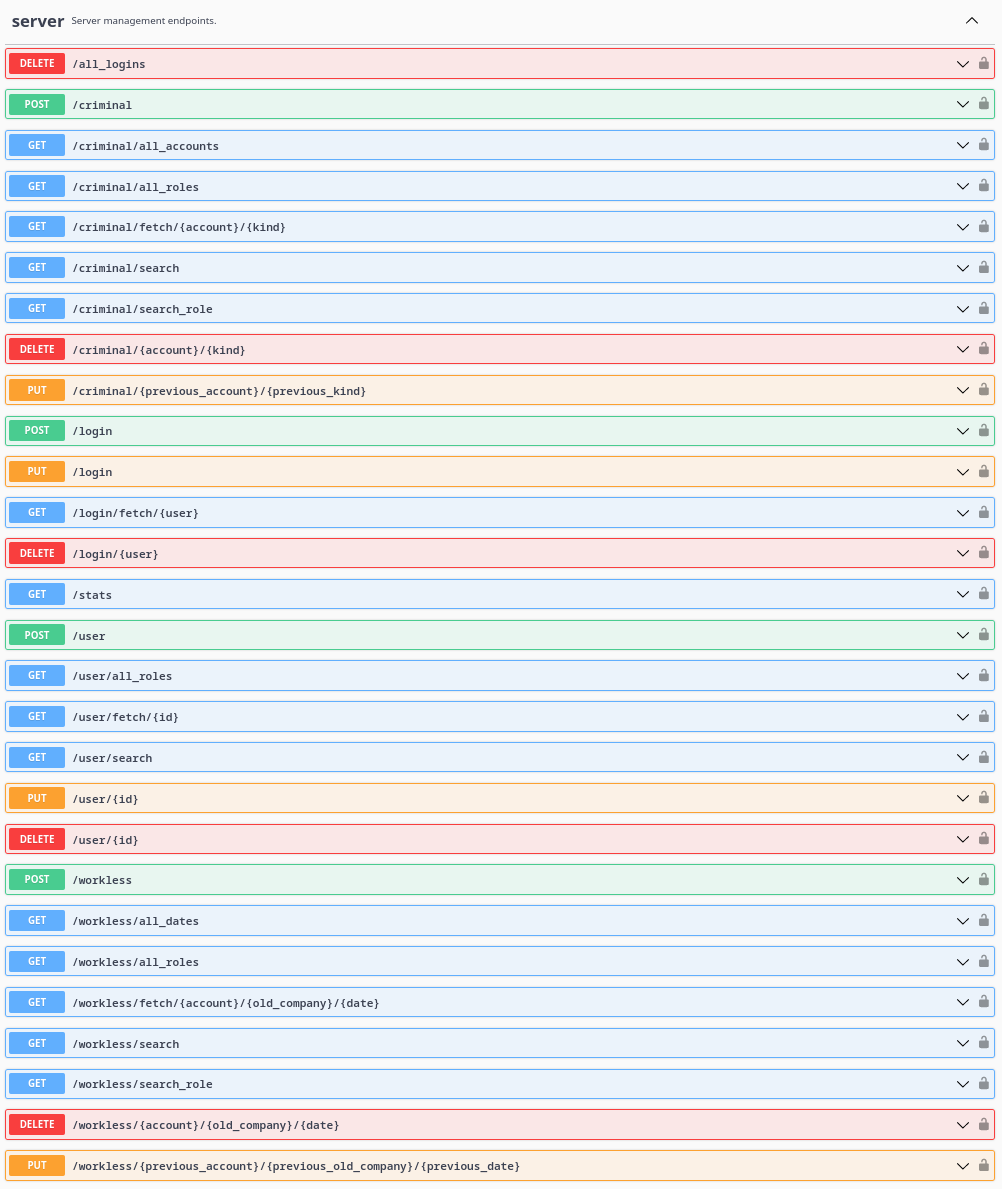 server Server management endpoints.
DELETE /all_logins
POST /criminal
GET /criminal/all_accounts
GET /criminal/all_roles
GET /criminal/fetch/{account}/{kind}
GET /criminal/search
GET /criminal/search_role
DELETE /criminal/{account}/{kind}
PUT /criminal/{previous_account}/{previous_kind}
POST /login
PUT /login
GET /login/fetch/{user}
DELETE /login/{user}
GET /stats
POST /user
GET /user/all_roles
GET /user/fetch/{id}
GET /user/search
PUT /user/{id}
DELETE /user/{id}
POST /workless
GET /workless/all_dates
GET /workless/all_roles
GET /workless/fetch/{account}/{old_company}/{date}
GET /workless/search
GET /workless/search_role
DELETE /workless/{account}/{old_company}/{date}
PUT /workless/{previous_account}/{previous_old_company}/{previous_date}